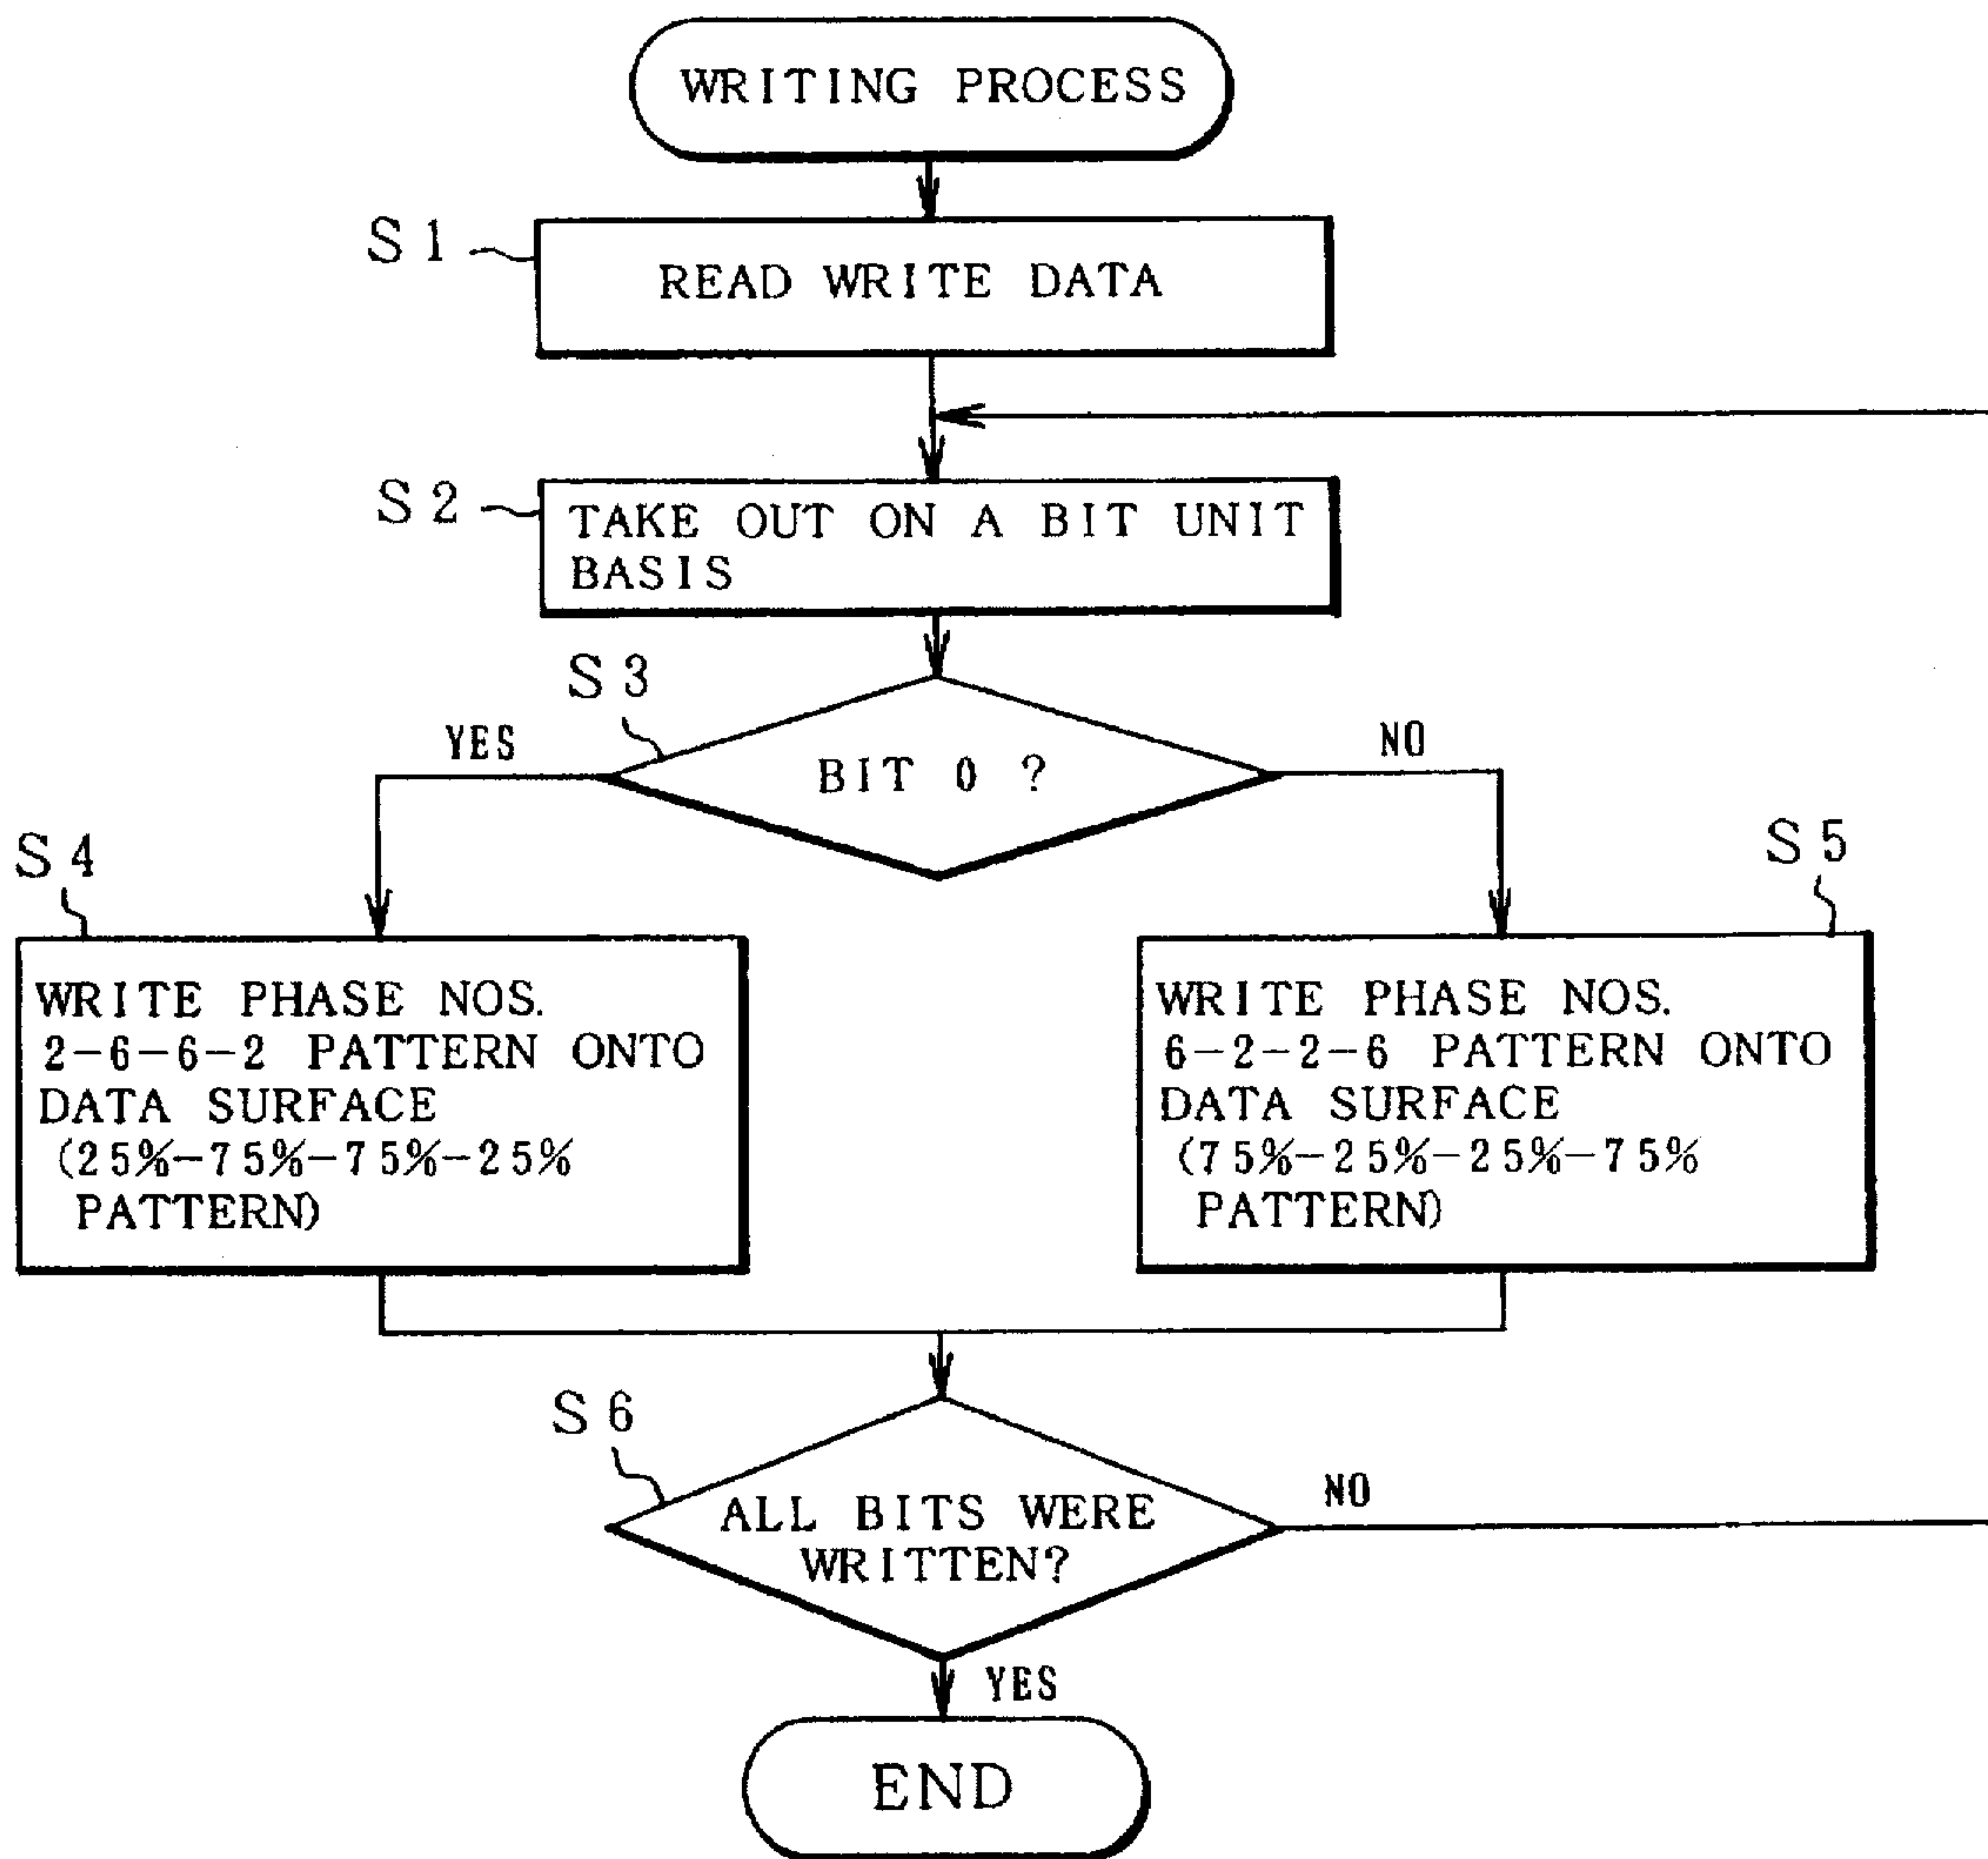 WRITING PROCESS
S1
READ WRITE DATA
S2
TAKE OUT ON A BIT UNIT
BASIS
S3
YES
BIT 0 ?
NO
S4
WRITE PHASE NOS.
2-6-6-2 PATTERN ONTO
DATA SURFACE
(25%-75%-75%-25%
PATTERN)
S5
WRITE PHASE NOS.
6-2-2-6 PATTERN ONTO
DATA SURFACE
(75%-25%-25%-75%
PATTERN)
S6
ALL BITS WERE
WRITTEN?
NO
YES
END